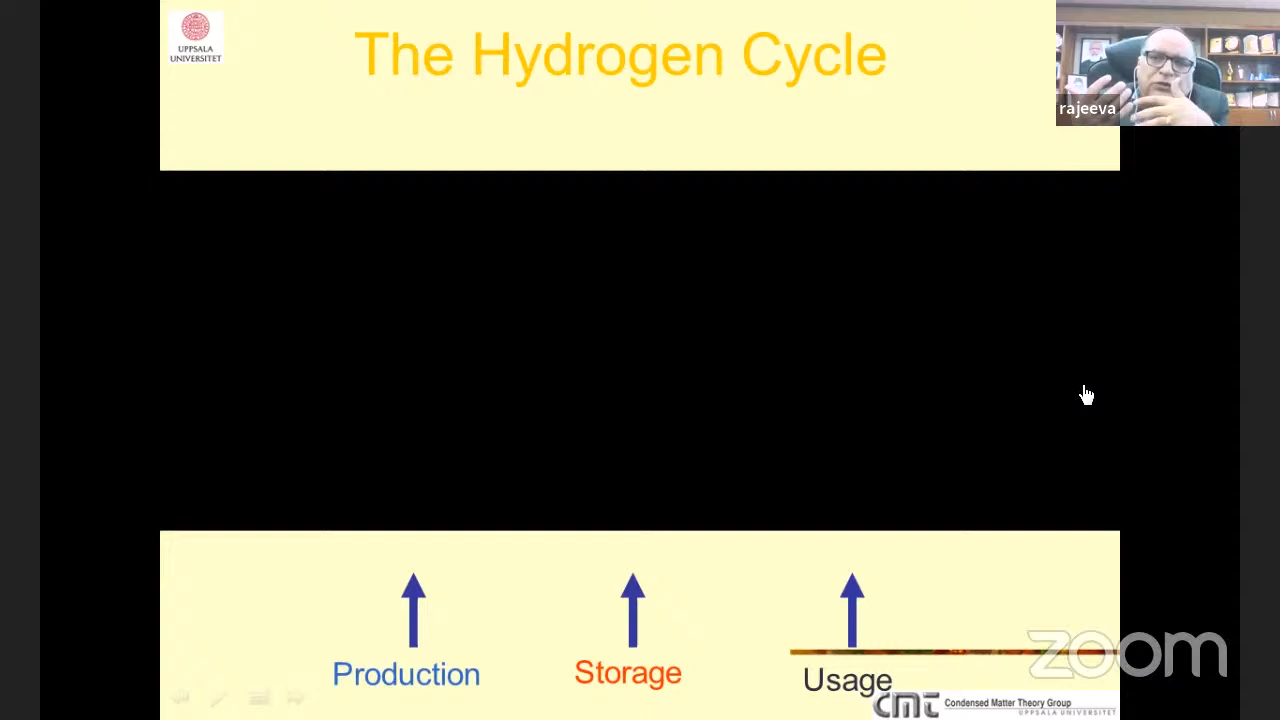 UPPSALA
UNIVERSITET
The Hydrogen Cycle
rajeeva
Production
Storage
Usage
zoom
CMT Condensed Matter Theory Group
UPPSALA UNIVERSITET